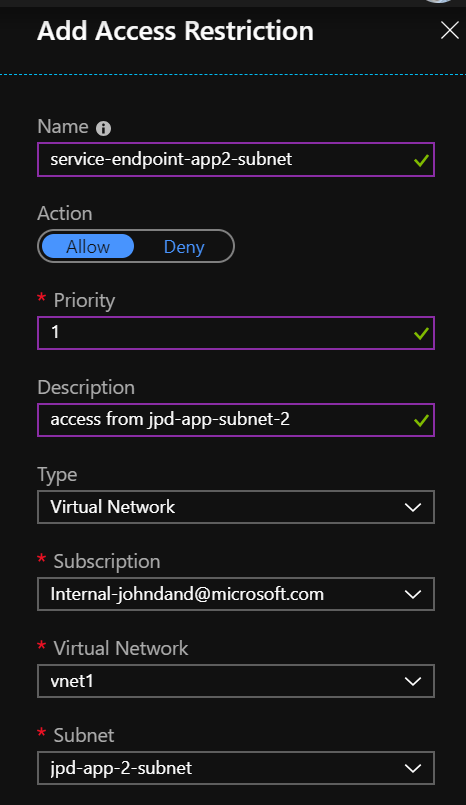 Add Access Restriction
Name
service-endpoint-app2-subnet
Action
Allow Deny
* Priority
1
Description
access from jpd-app-subnet-2
Type
Virtual Network
* Subscription
Internal-johndand@microsoft.com
* Virtual Network
vnet1
* Subnet
jpd-app-2-subnet